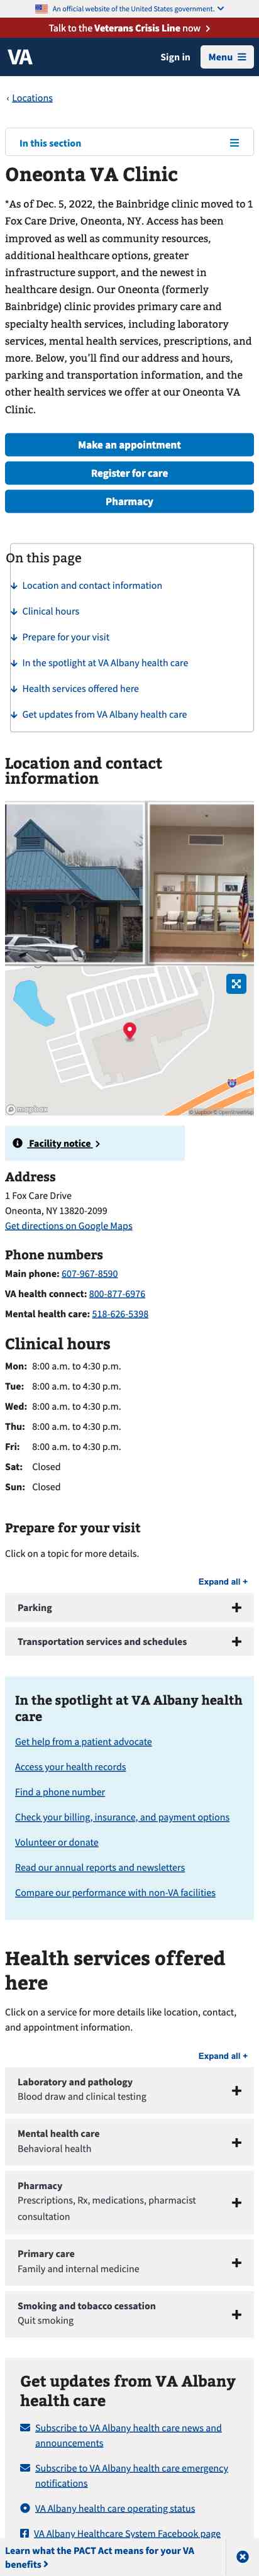 An official website of the United States government.
Talk to the Veterans Crisis Line now
VA
Sign in
Menu
Locations
In this section
Oneonta VA Clinic
*As of Dec. 5, 2022, the Bainbridge clinic moved to 1
Fox Care Drive, Oneonta, NY. Access has been
improved as well as community resources,
additional healthcare options, greater
infrastructure support, and the newest in
healthcare design. Our Oneonta (formerly
Bainbridge) clinic provides primary care and
specialty health services, including laboratory
services, mental health services, prescriptions, and
more. Below, you'll find our address and hours,
parking and transportation information, and the
other health services we offer at our Oneonta VA
Clinic.
Make an appointment
Register for care
Pharmacy
On this page
Location and contact information
Clinical hours
Prepare for your visit
In the spotlight at VA Albany health care
Health services offered here
Get updates from VA Albany health care
Location and contact
information
mapbox
© Mapbox © OpenStreetMap
Facility notice
Address
1 Fox Care Drive
Oneonta, NY 13820-2099
Get directions on Google Maps
Phone numbers
Main phone: 607-967-8590
VA health connect: 800-877-6976
Mental health care: 518-626-5398
Clinical hours
Mon: 8:00 a.m. to 4:30 p.m.
Tue: 8:00 a.m. to 4:30 p.m.
Wed: 8:00 a.m. to 4:30 p.m.
Thu: 8:00 a.m. to 4:30 p.m.
Fri: 8:00 a.m. to 4:30 p.m.
Sat: Closed
Sun: Closed
Prepare for your visit
Click on a topic for more details.
Expand all +
Parking
Transportation services and schedules
In the spotlight at VA Albany health
care
Get help from a patient advocate
Access your health records
Find a phone number
Check your billing, insurance, and payment options
Volunteer or donate
Read our annual reports and newsletters
Compare our performance with non-VA facilities
Health services offered
here
Click on a service for more details like location, contact,
and appointment information.
Expand all +
Laboratory and pathology
Blood draw and clinical testing
Mental health care
Behavioral health
Pharmacy
Prescriptions, Rx, medications, pharmacist
consultation
Primary care
Family and internal medicine
Smoking and tobacco cessation
Quit smoking
Get updates from VA Albany
health care
Subscribe to VA Albany health care news and
announcements
Subscribe to VA Albany health care emergency
notifications
VA Albany health care operating status
VA Albany Healthcare System Facebook page
Learn what the PACT Act means for your VA
benefits